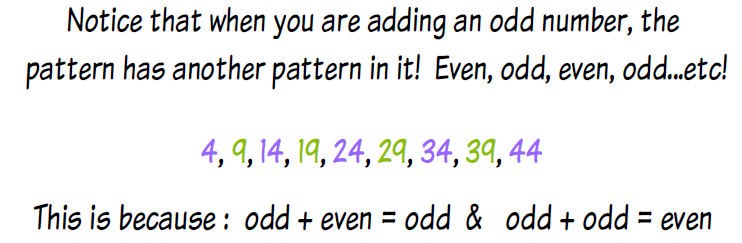 Notice that when you are adding an odd number, the
pattern has another pattern in it! Even, odd, even, odd...etc!
4, 9, 14, 19, 24, 29, 34, 39, 44
This is because : odd + even = odd & odd + odd = even